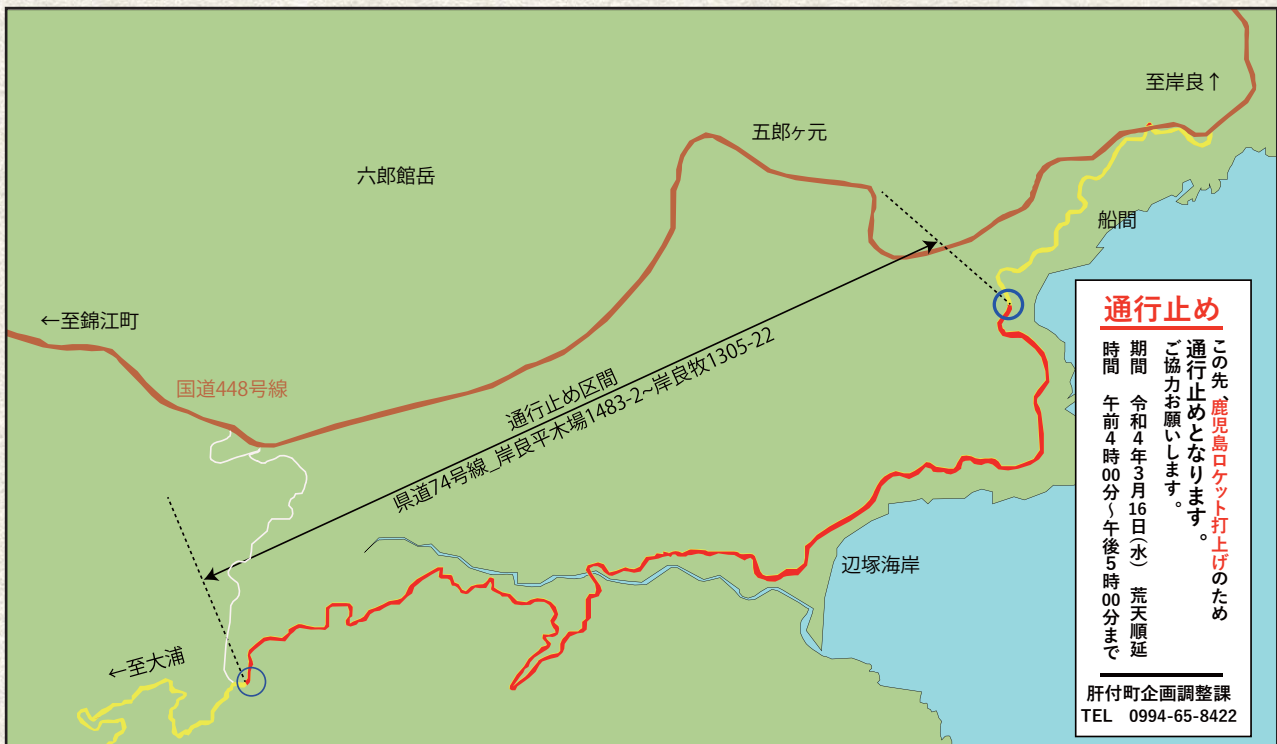 至岸良↑
五郎ヶ元
六郎館岳
船間
←至錦江町
国道448号線
通行止め区間
県道74号線_岸良平木場1483-2~岸良牧1305-22
辺塚海岸
←至大浦
通行止め
この先、鹿児島ロケット打上げのため
通行止めとなります。
ご協力お願いします。
期間 令和4年3月16日(水) 荒天順延
時間 午前4時00分～午後5時00分まで
肝付町企画調整課
TEL 0994-65-8422